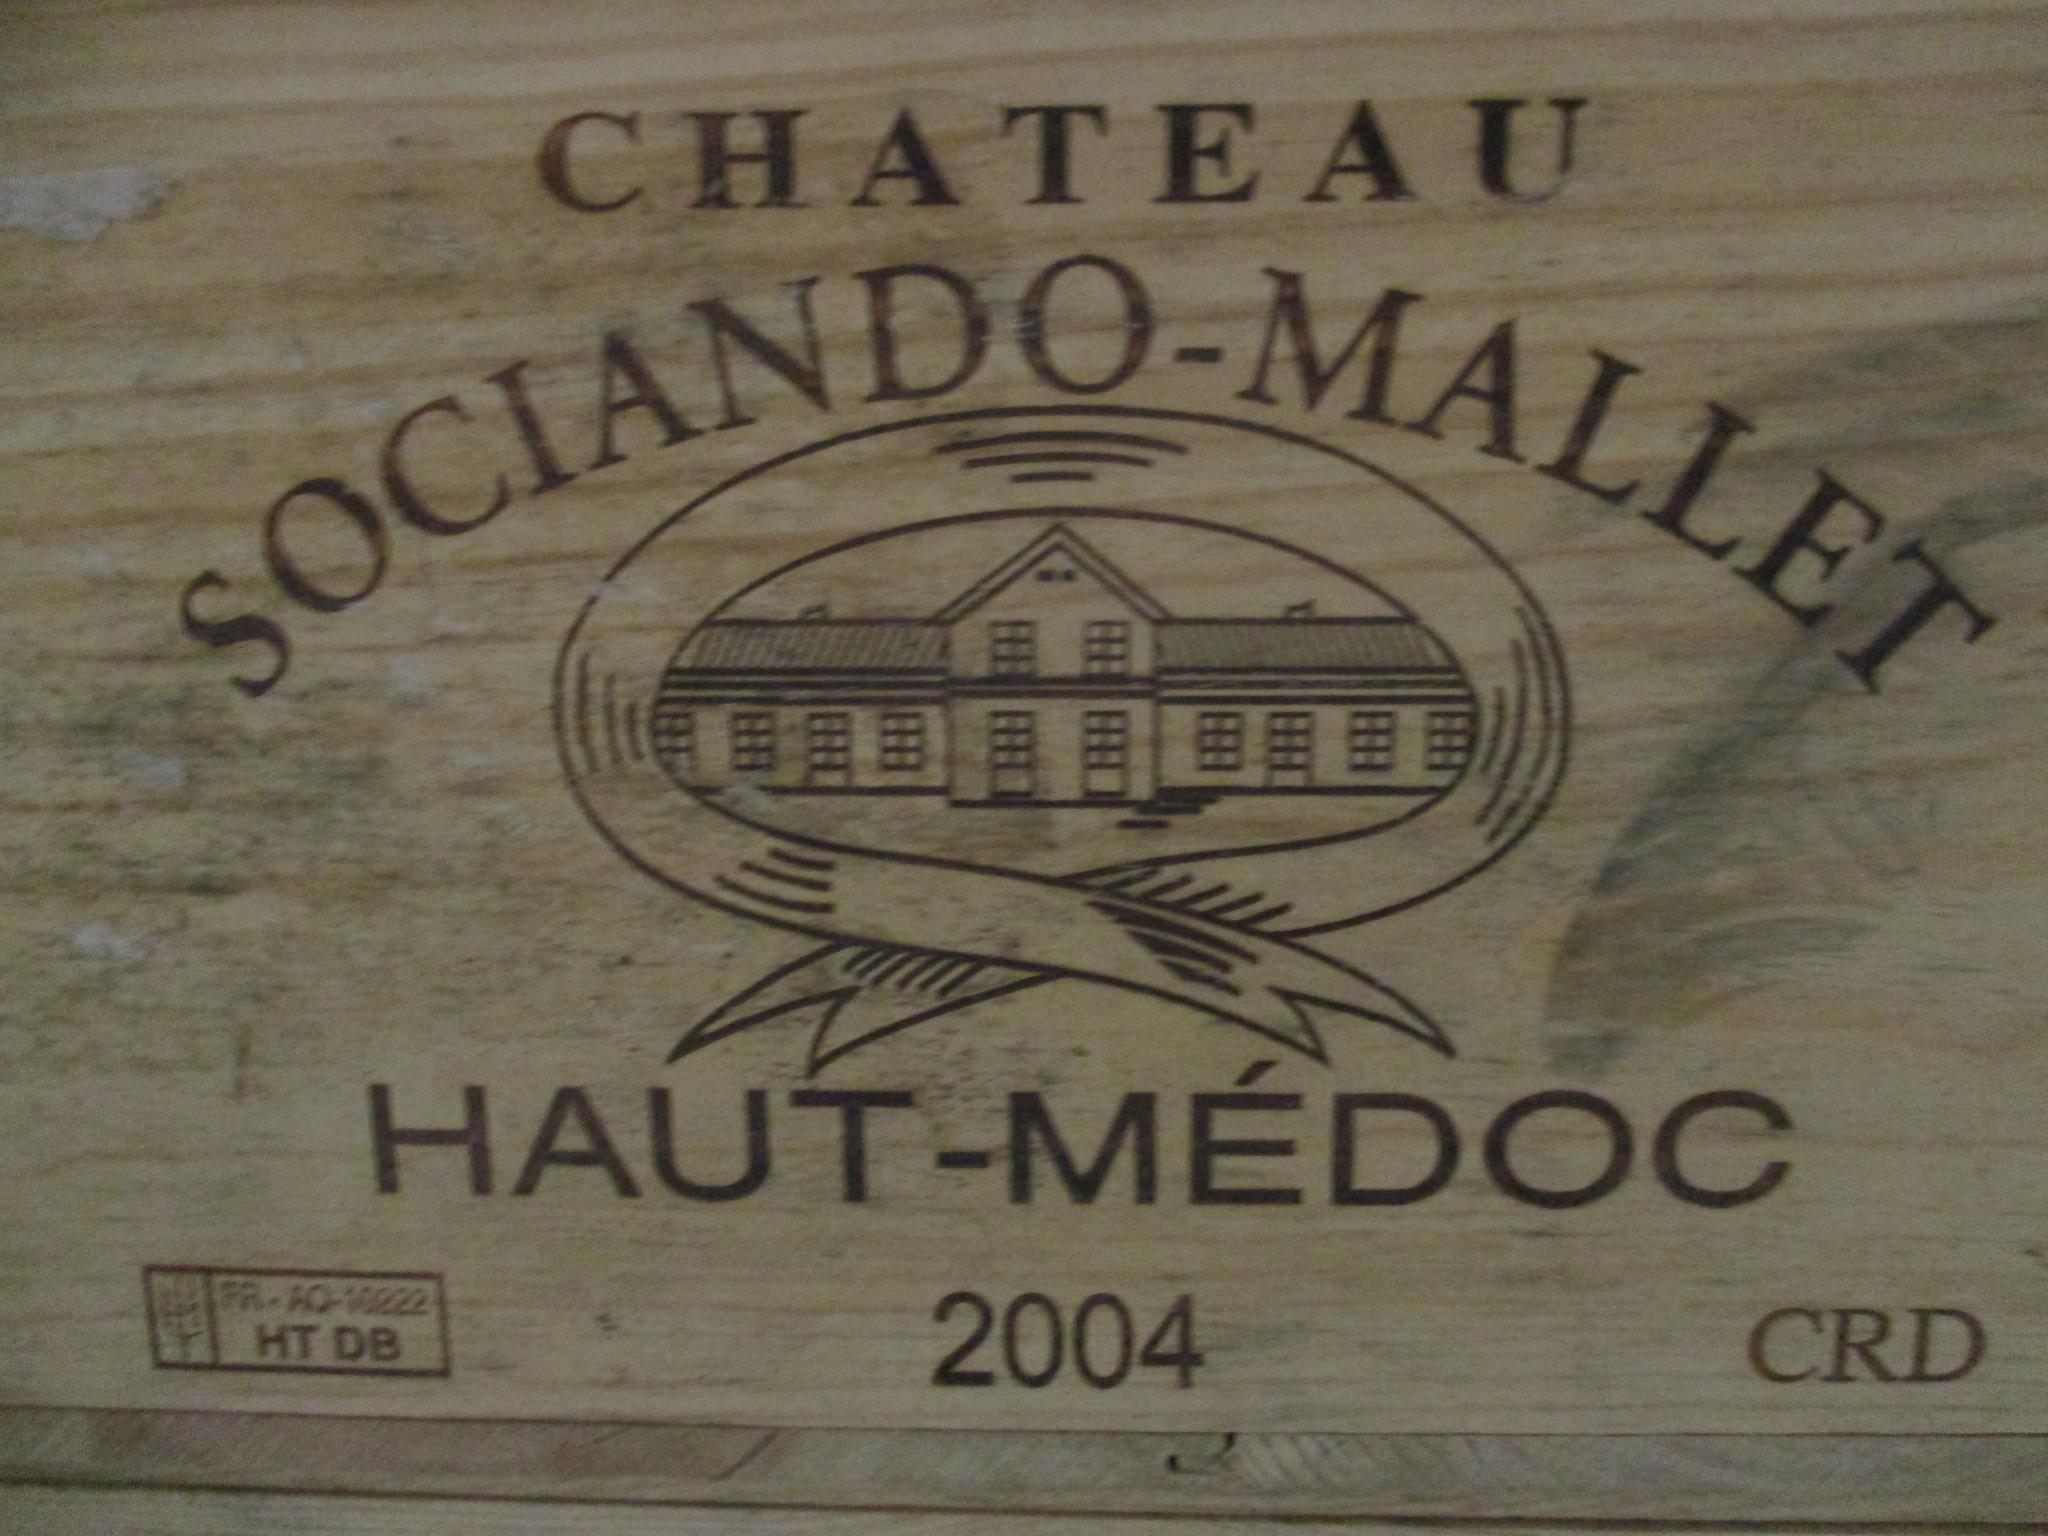 CHATEAU
SOCIANDO-MALLET
HAUT-MÉDOC
HT DB
2004
CRD